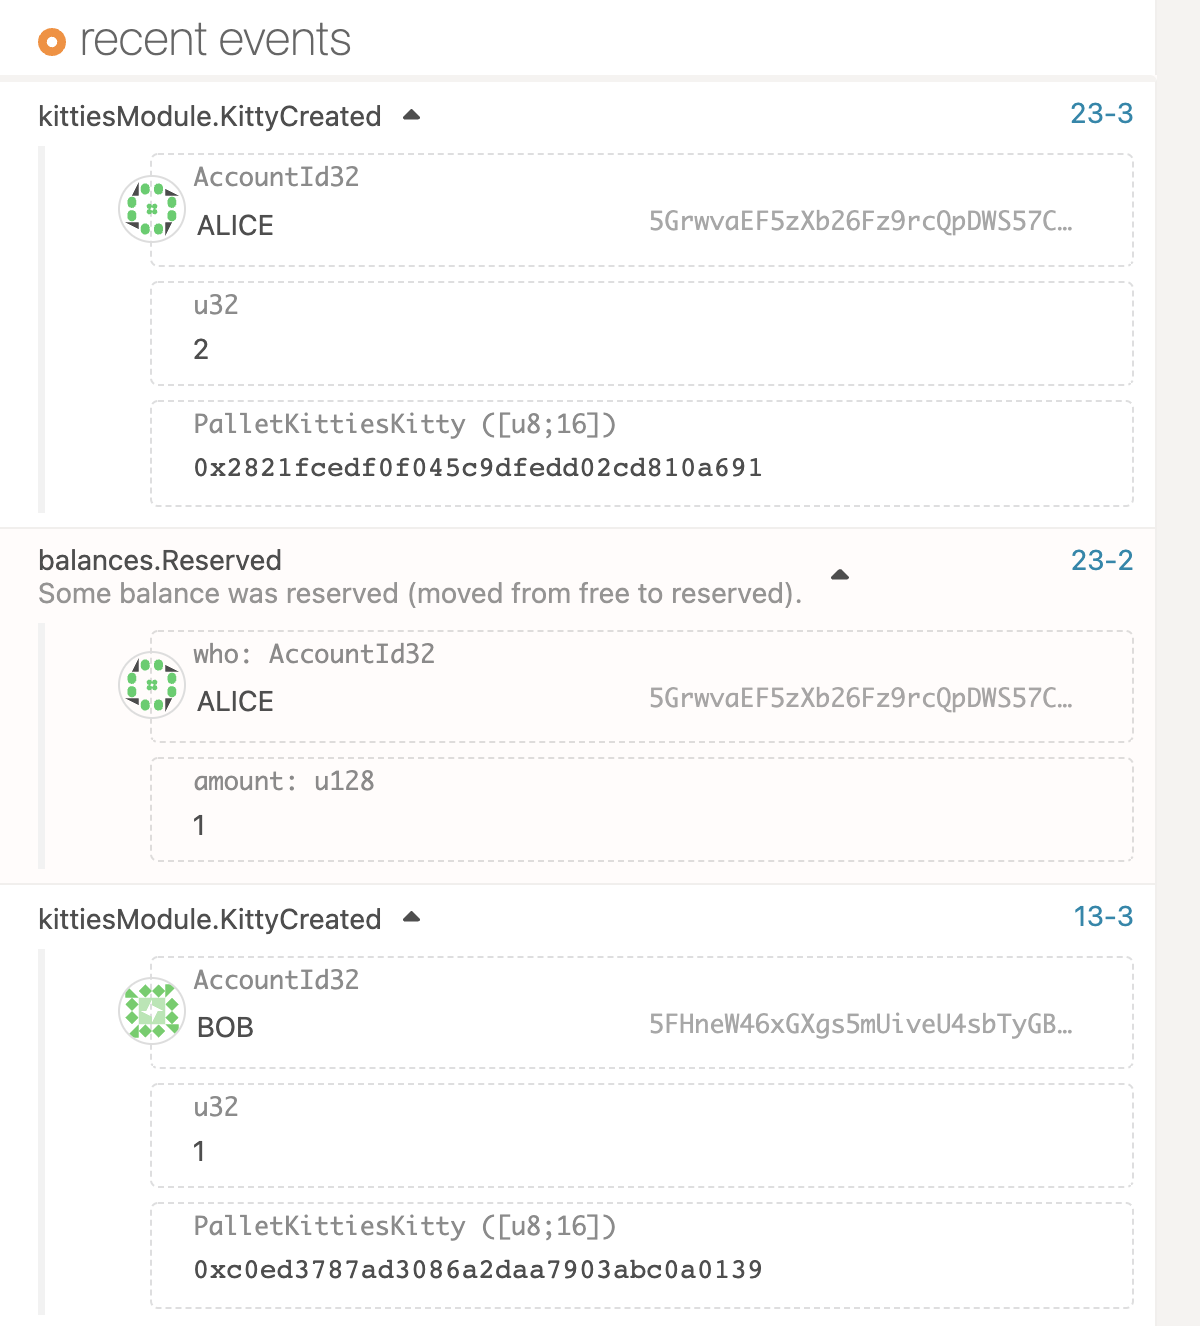 recent events
kittiesModule.KittyCreated 23-3
AccountId32
ALICE 5GrwvaEF5zXb26Fz9rcQpDWS57C…
u32
2
PalletKittiesKitty ([u8;16])
0x2821fcedf0f045c9dfedd02cd810a691
balances.Reserved 23-2
Some balance was reserved (moved from free to reserved).
who: AccountId32
ALICE 5GrwvaEF5zXb26Fz9rcQpDWS57C…
amount: u128
1
kittiesModule.KittyCreated 13-3
AccountId32
BOB 5FHneW46xGXgs5mUiveU4sbTyGB…
u32
1
PalletKittiesKitty ([u8;16])
0xc0ed3787ad3086a2daa7903abc0a0139